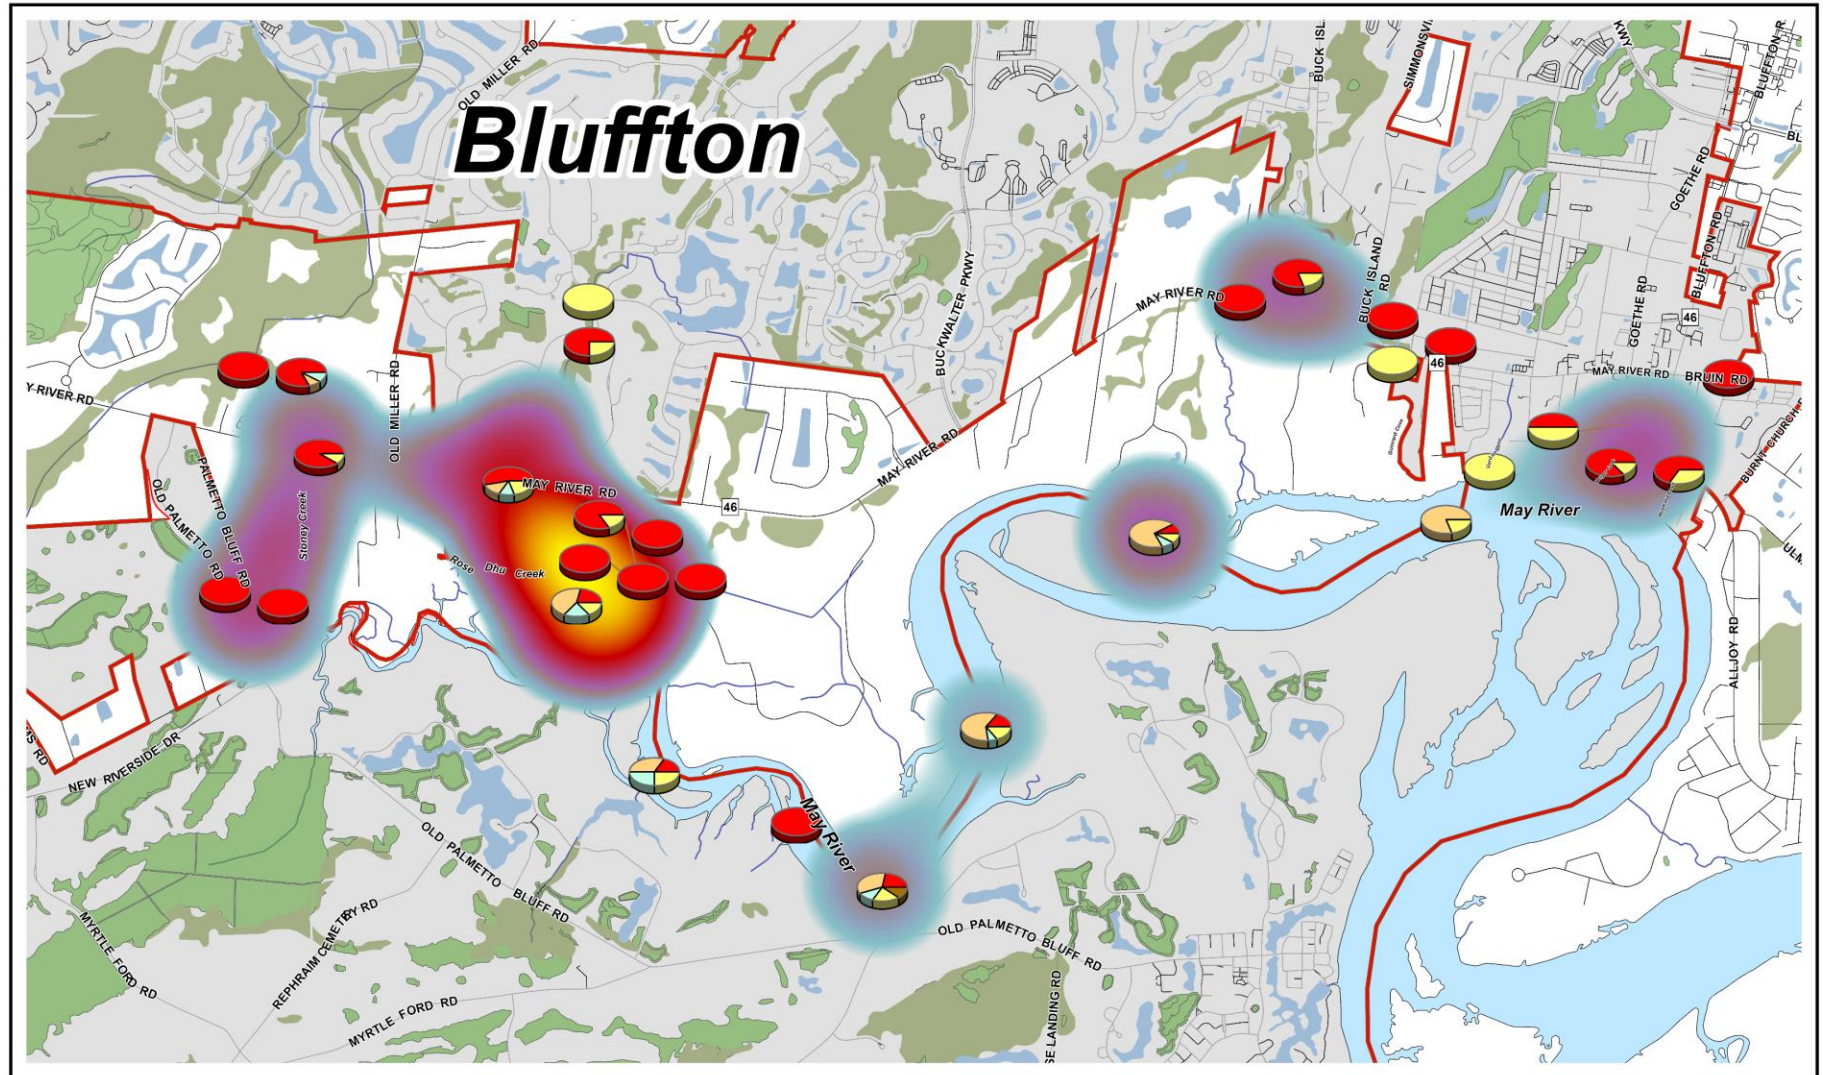 OLD MILLER RD
BUCK ISL
SIMMONSVI
KWY
BLUFFTON R
Bluffton
BL
GOETHE RD
BLUFFTON RD
BUCK ISLAND
RD
MAY RIVER RD
BUCKWALTER PKWY
GOETHE RD
46
46
MAY RIVER RD
BRUIN RD
Y RIVER RD
OLD MILLER RD
PALMETTO BLUFF RD
OLD PALMETTO RD
Stoney Creek
MAY RIVER RD
MAY RIVER RD
46
BURNT CHURCH
May River
Rose Dhu Creek
ULM
ALLJOY RD
MS RD
NEW RIVERSIDE DR
May River
OLD PALMETTO BLUFF RD
OLD PALMETTO BLUFF RD
MYRTLE FORD RD
REPHRAIM CEMETERY RD
MYRTLE FORD RD
SE LANDING RD